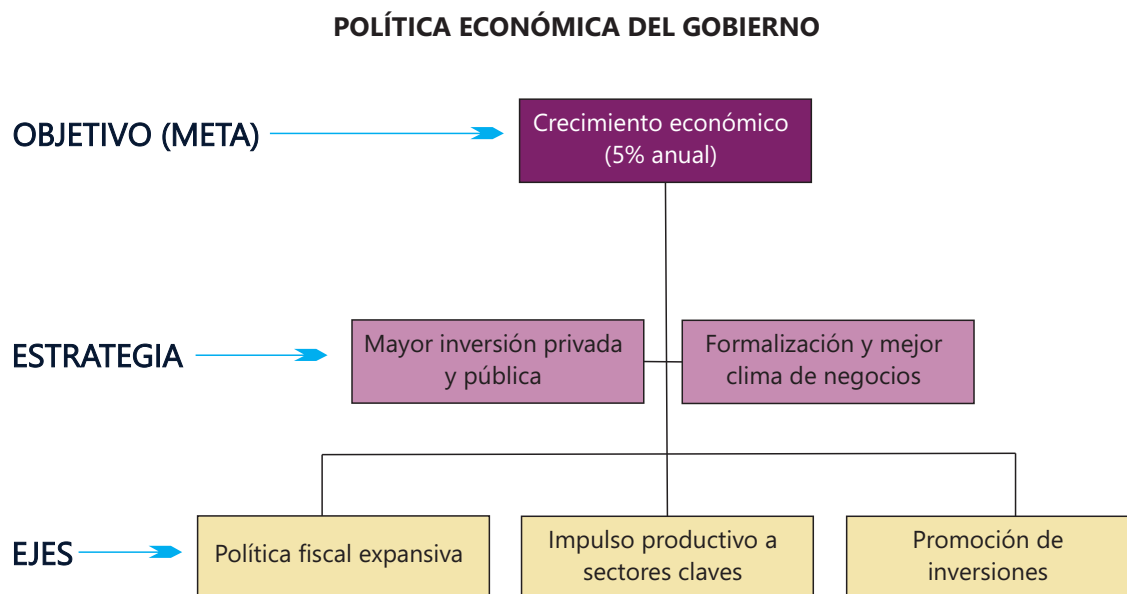 POLÍTICA ECONÓMICA DEL GOBIERNO
OBJETIVO (META)
Crecimiento económico
(5% anual)
ESTRATEGIA
Mayor inversión privada
y pública
Formalización y mejor
clima de negocios
EJES
Política fiscal expansiva
Impulso productivo a
sectores claves
Promoción de
inversiones